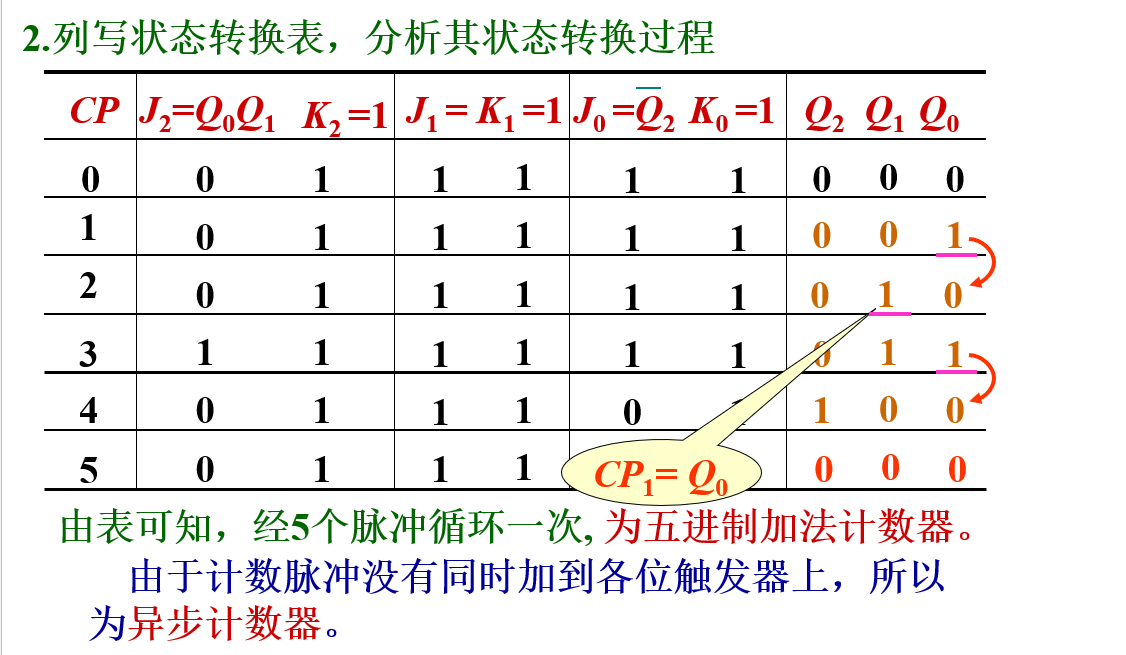 2.列写状态转换表，分析其状态转换过程
CP J₂=Q₀Q₁ K₂=1 J₁=K₁=1 J₀=Q̅₂ K₀=1 Q₂ Q₁ Q₀
0 0 1 1 1 1 1 0 0 0
1 0 1 1 1 1 1 0 0 1
2 0 1 1 1 1 1 0 1 0
3 1 1 1 1 1 1 0 1 1
4 0 1 1 1 0 1 0 0
5 0 1 1 1 0 0 0
CP₁= Q₀
由表可知，经5个脉冲循环一次, 为五进制加法计数器。
由于计数脉冲没有同时加到各位触发器上，所以
为异步计数器。